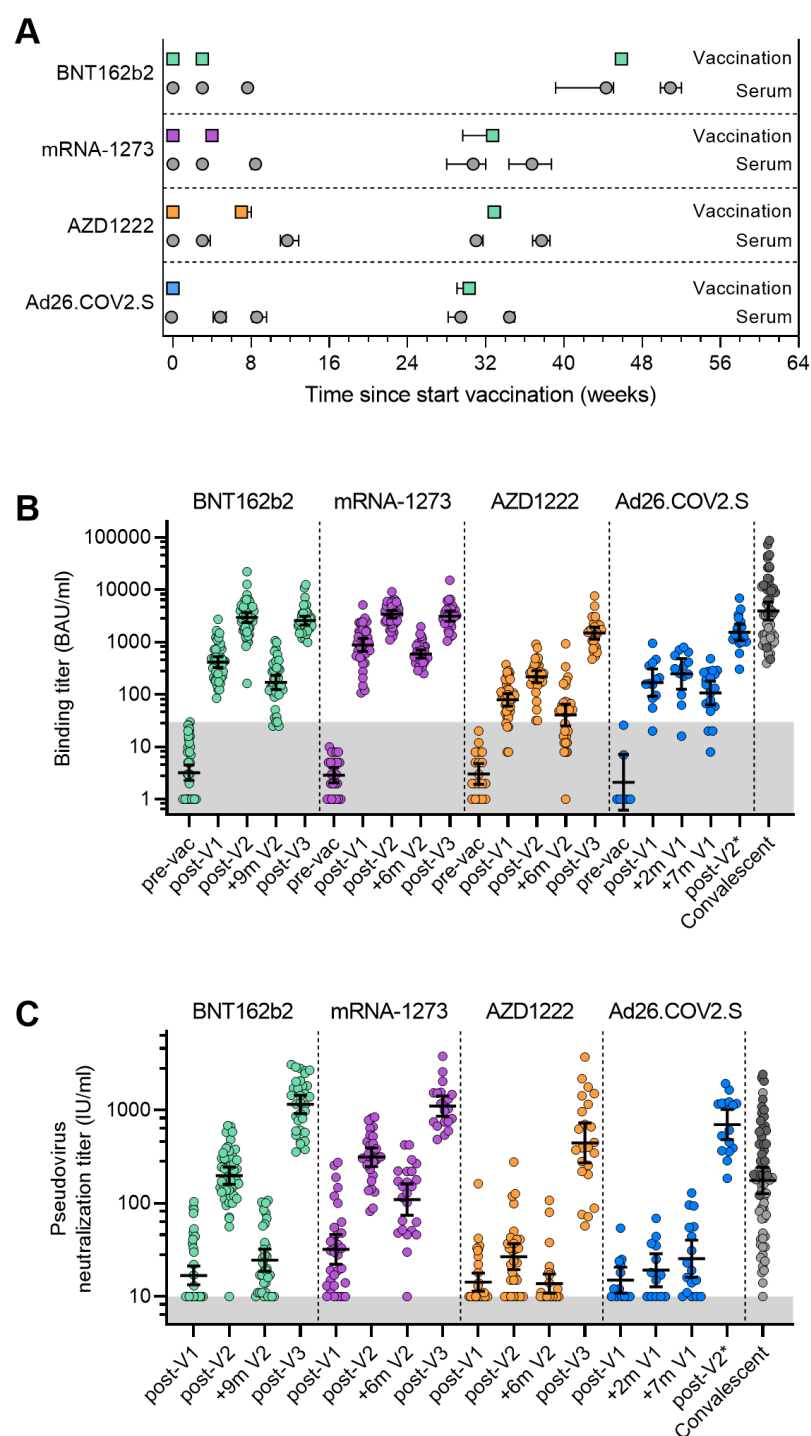 A
BNT162b2
Vaccination
Serum
mRNA-1273
Vaccination
Serum
AZD1222
Vaccination
Serum
Ad26.COV2.S
Vaccination
Serum
0 8 16 24 32 40 48 56 64
Time since start vaccination (weeks)
B
BNT162b2 mRNA-1273 AZD1222 Ad26.COV2.S
Binding titer (BAU/ml)
100000
10000
1000
100
10
1
pre-vac post-V1 post-V2 +9m V2 post-V3 pre-vac post-V1 post-V2 +6m V2 post-V3 pre-vac post-V1 post-V2 +6m V2 post-V3 pre-vac post-V1 +2m V1 +7m V1 post-V2* Convalescent
C
BNT162b2 mRNA-1273 AZD1222 Ad26.COV2.S
Pseudovirus
neutralization titer (IU/ml)
1000
100
10
post-V1 post-V2 +9m V2 post-V3 post-V1 post-V2 +6m V2 post-V3 post-V1 post-V2 +6m V2 post-V3 post-V1 +2m V1 +7m V1 post-V2* Convalescent